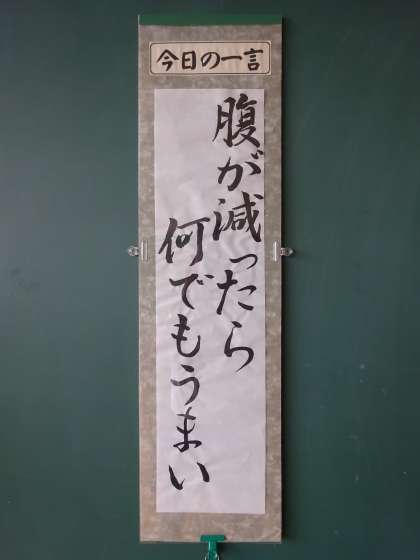 今日の一言
腹が減ったら
何でもうまい